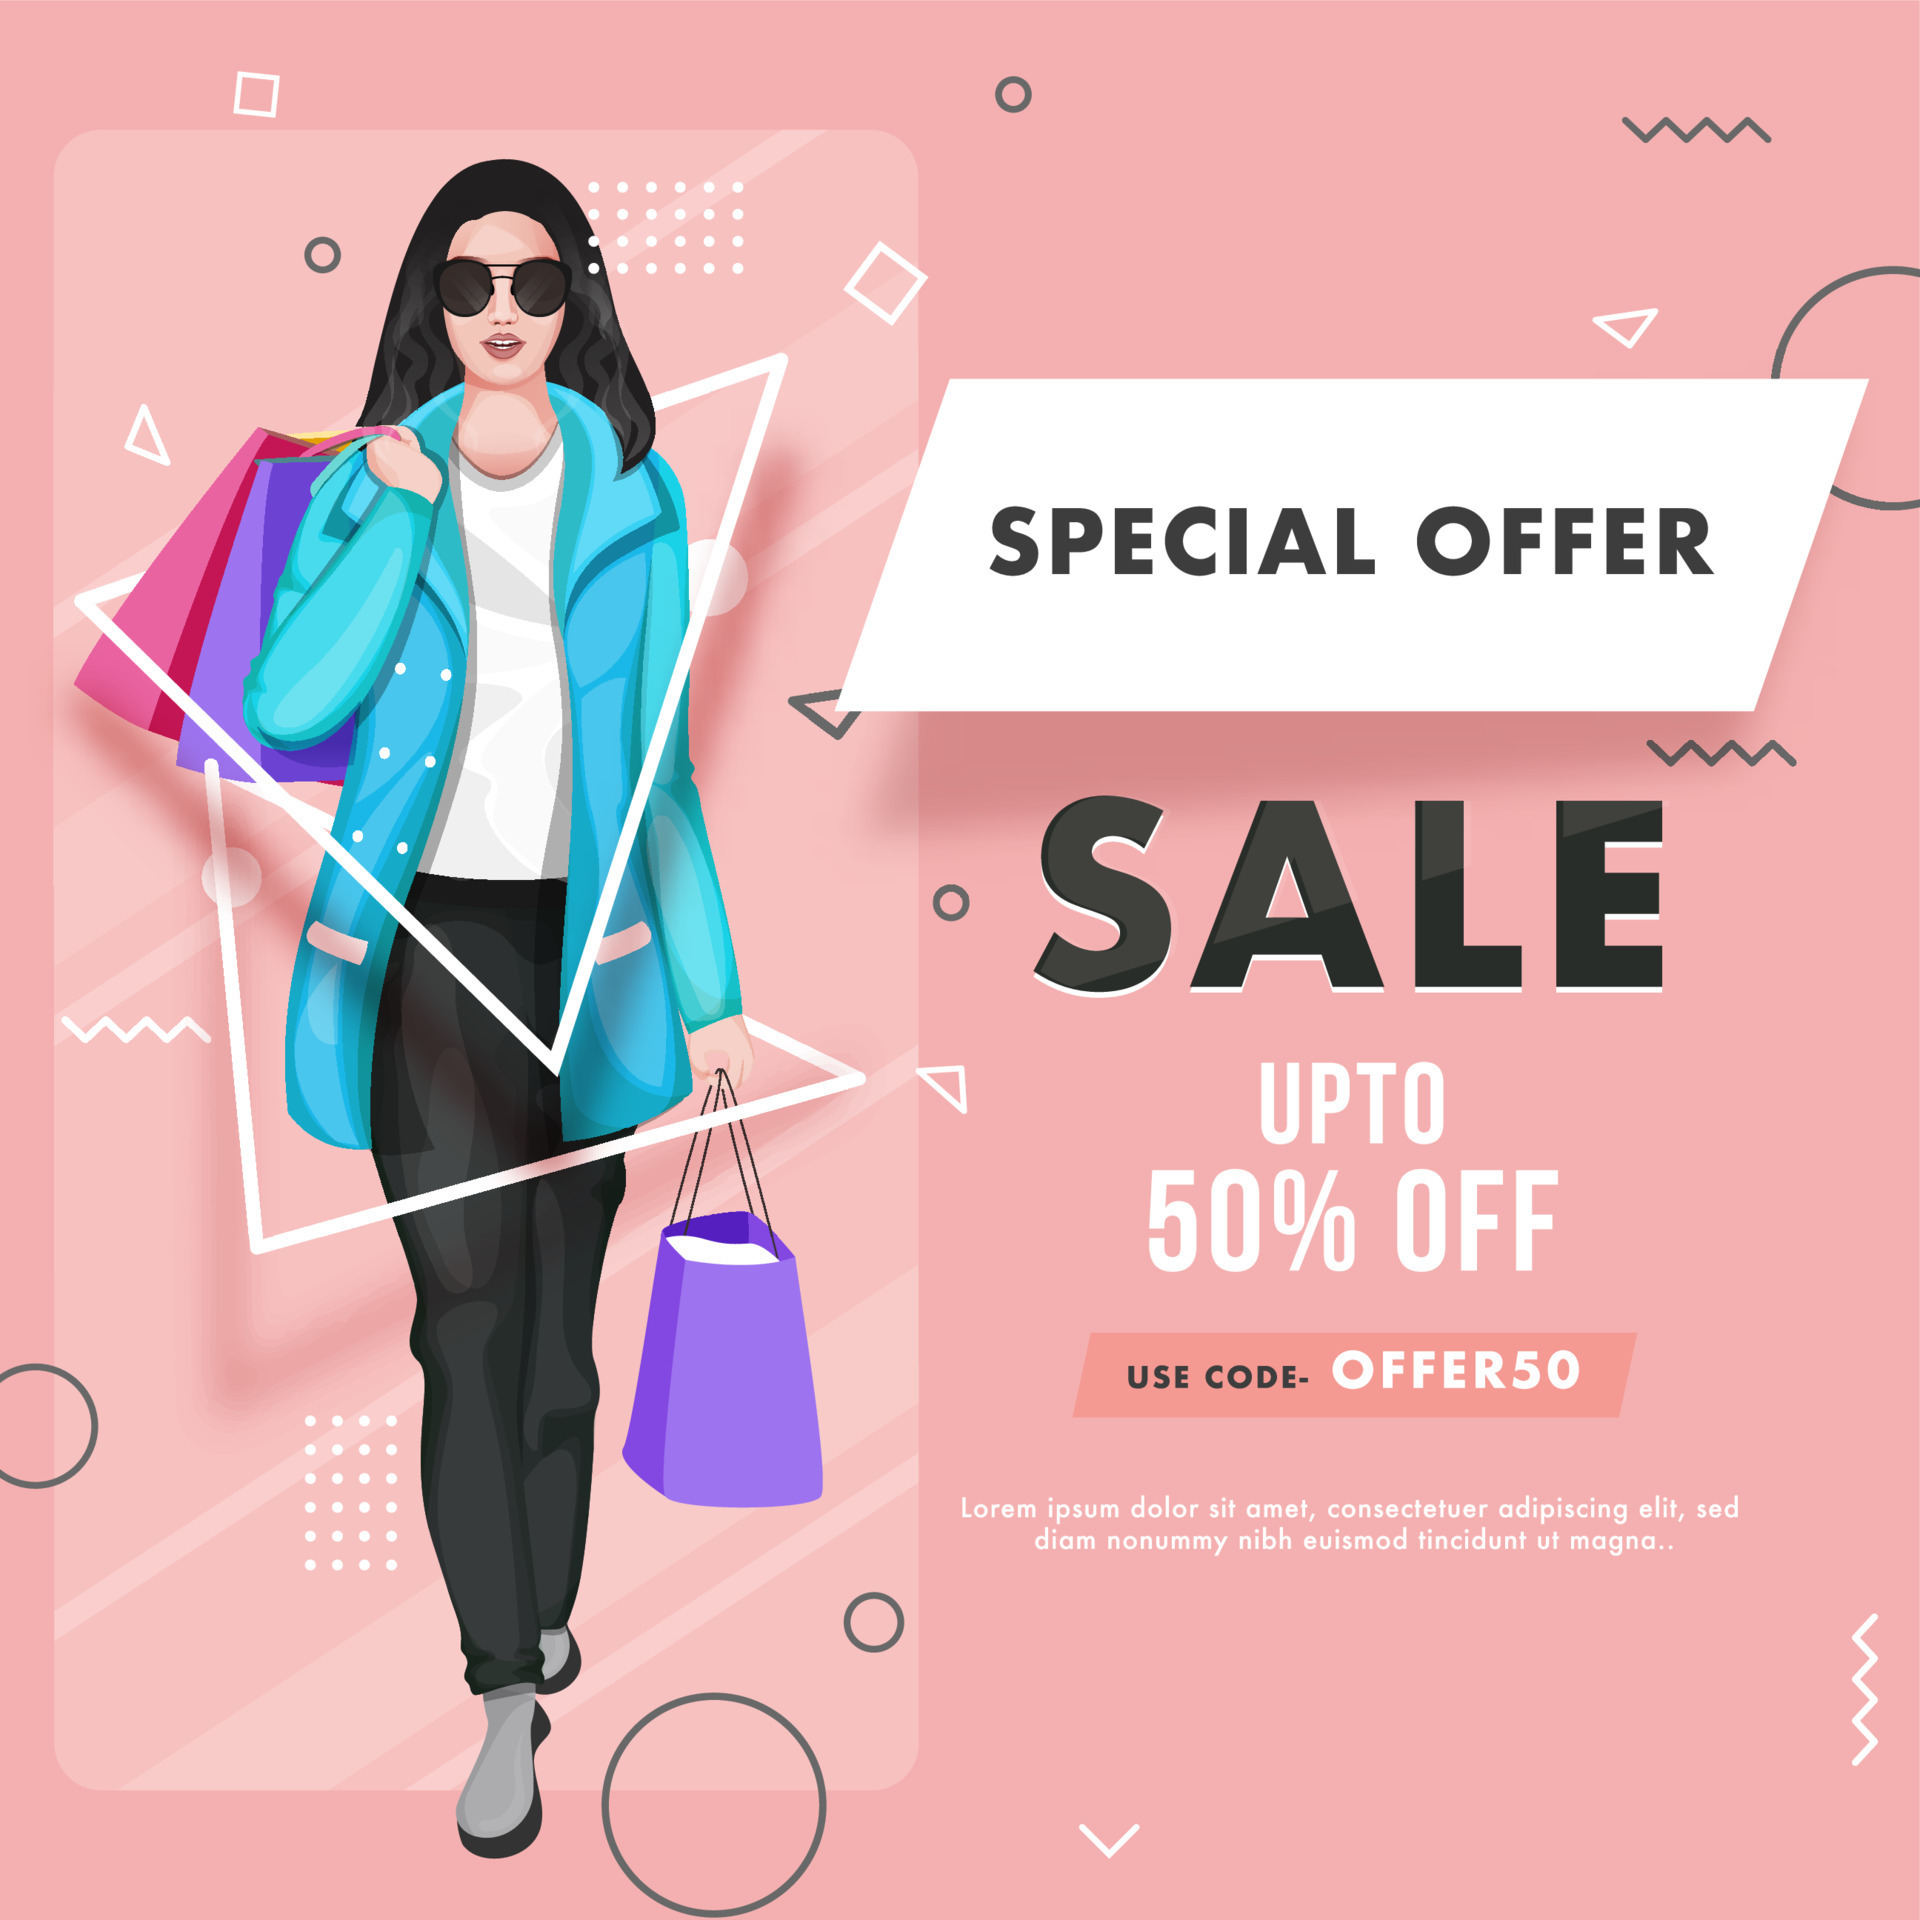 SPECIAL OFFER
SALE
UPTO
50% OFF
USE CODE- OFFER50
Lorem ipsum dolor sit amet, consectetuer adipiscing elit, sed
diam nonummy nibh euismod tincidunt ut magna..